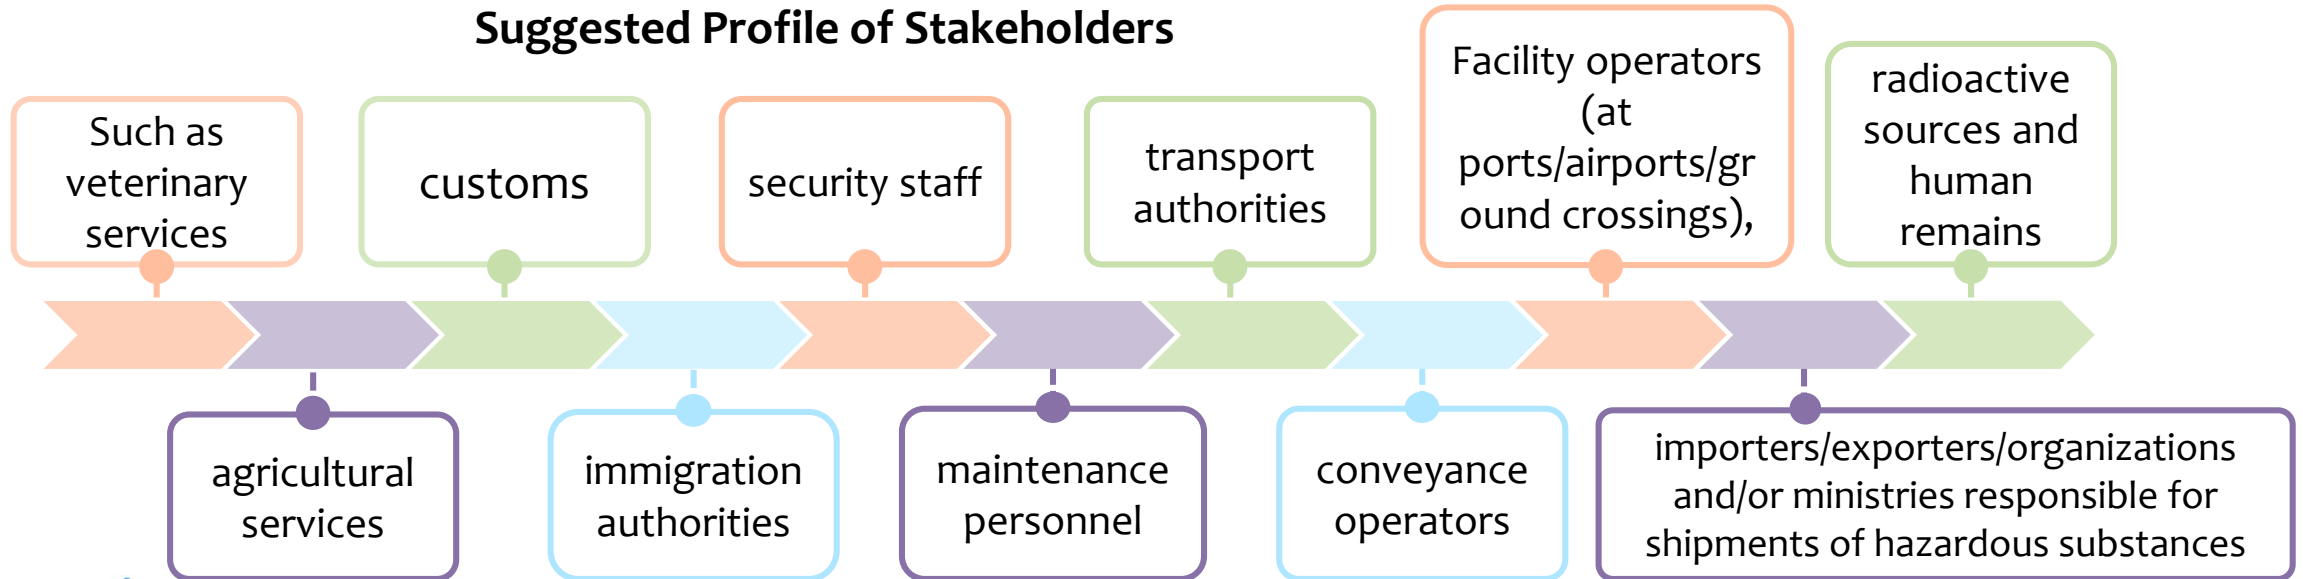 Suggested Profile of Stakeholders
Such as
veterinary
services
agricultural
services
customs
immigration
authorities
security staff
maintenance
personnel
transport
authorities
conveyance
operators
Facility operators
(at
ports/airports/gr
ound crossings),
importers/exporters/organizations
and/or ministries responsible for
shipments of hazardous substances
radioactive
sources and
human
remains